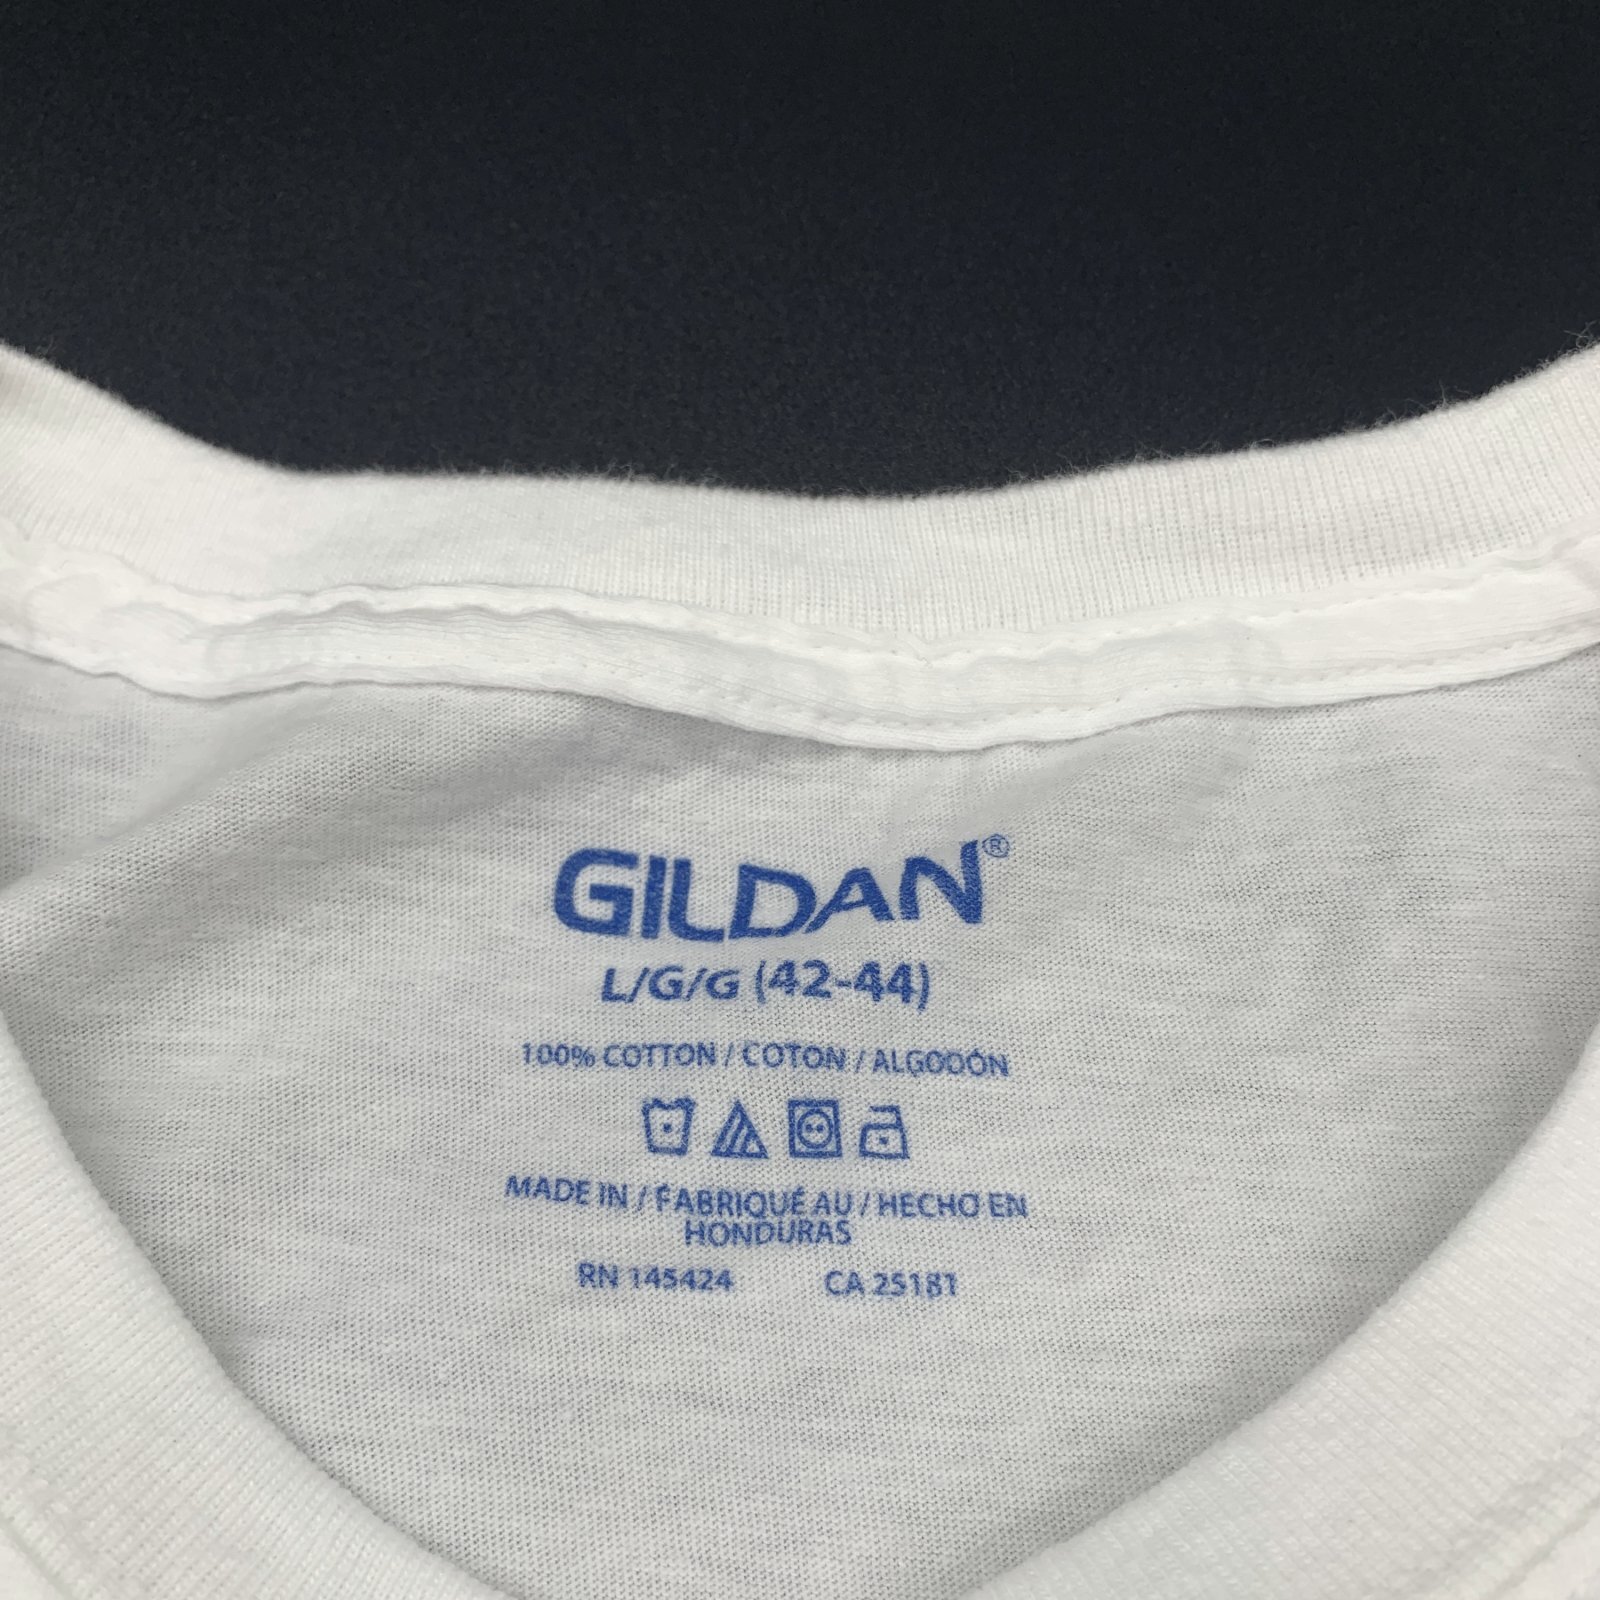 GILDAN®
L/G/G (42-44)
100% COTTON / COTON / ALGODÓN
MADE IN / FABRIQUÉ AU / HECHO EN
HONDURAS
RN 145424 CA 25181